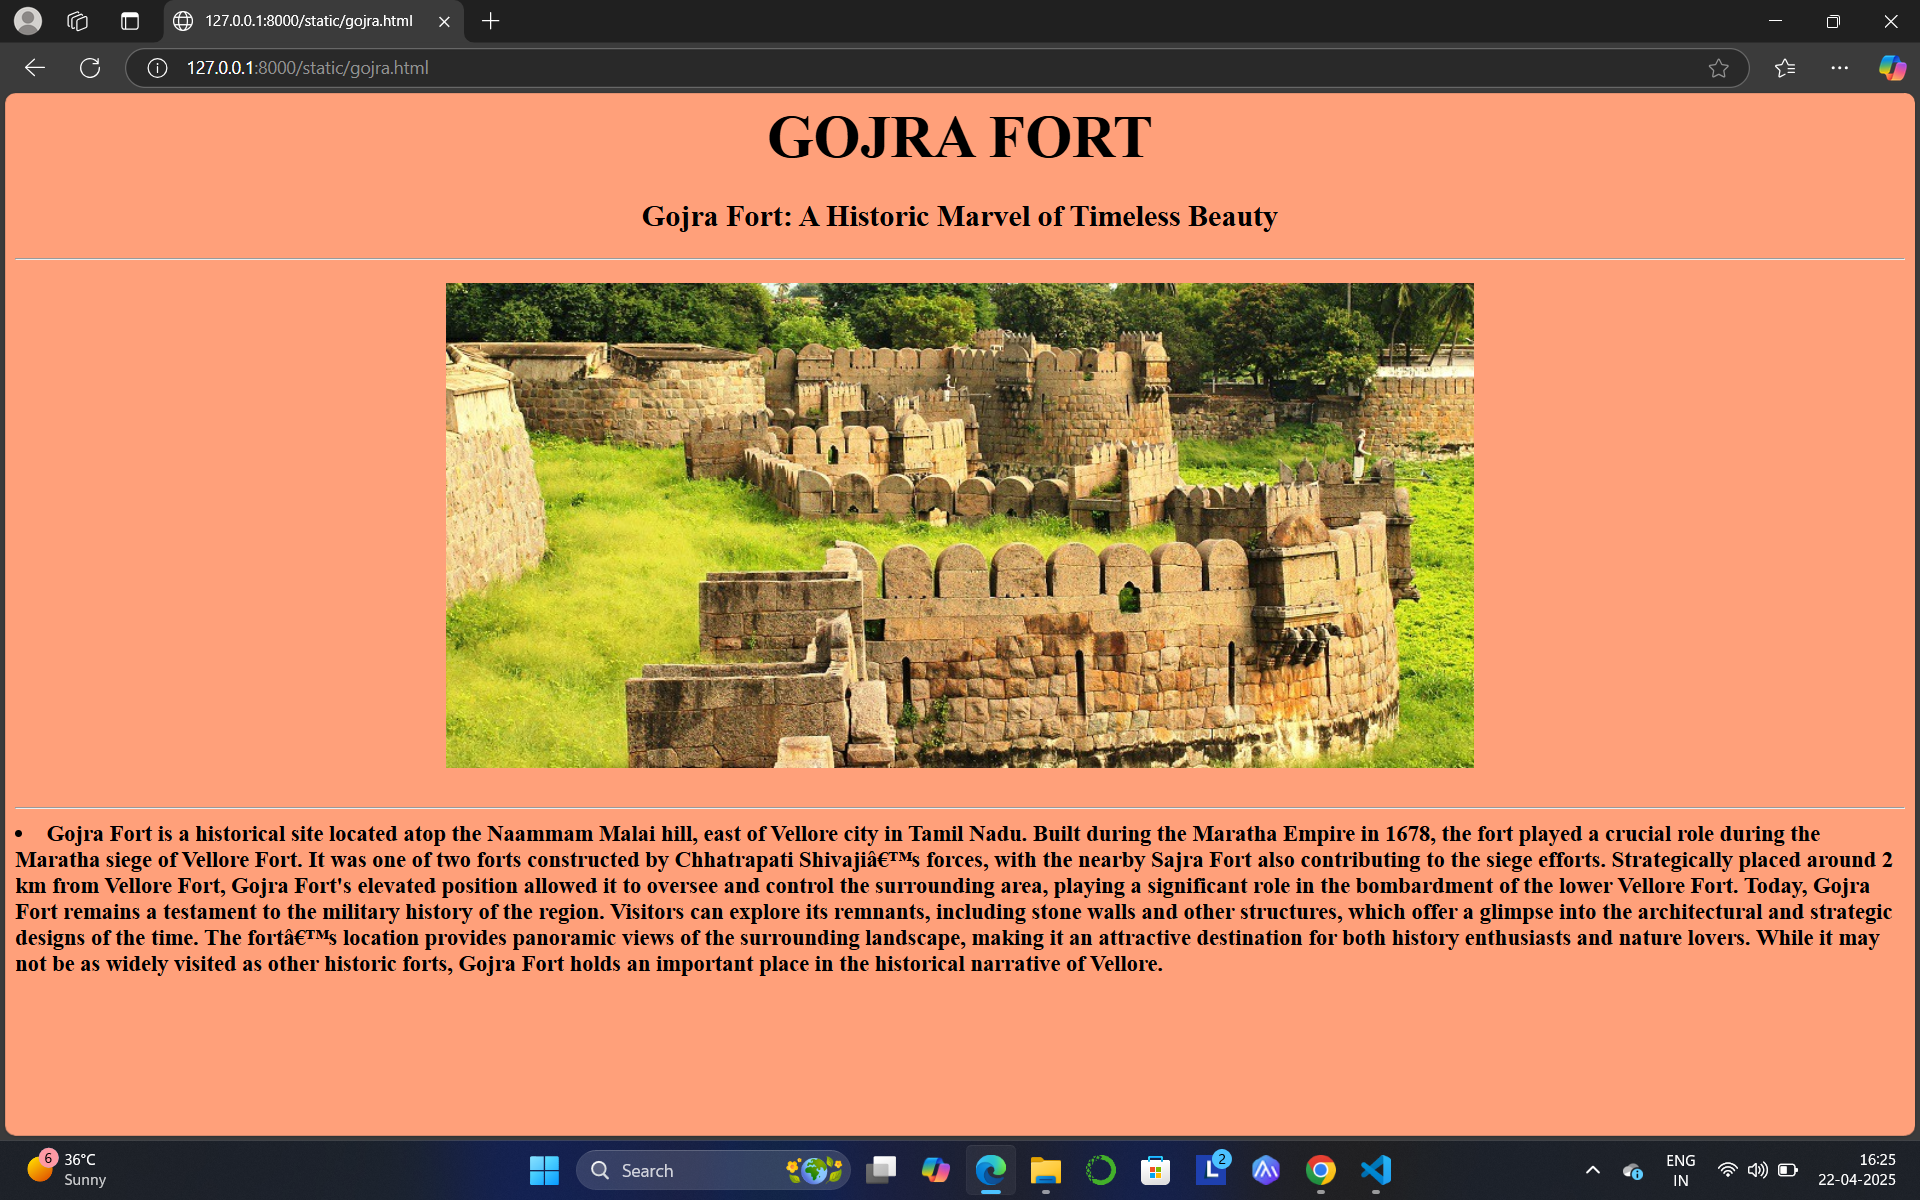 127.0.0.1:8000/static/gojra.html
127.0.0.1:8000/static/gojra.html
GOJRA FORT
Gojra Fort: A Historic Marvel of Timeless Beauty
• Gojra Fort is a historical site located atop the Naammam Malai hill, east of Vellore city in Tamil Nadu. Built during the Maratha Empire in 1678, the fort played a crucial role during the
Maratha siege of Vellore Fort. It was one of two forts constructed by Chhatrapati Shivajiâ€™s forces, with the nearby Sajra Fort also contributing to the siege efforts. Strategically placed around 2
km from Vellore Fort, Gojra Fort's elevated position allowed it to oversee and control the surrounding area, playing a significant role in the bombardment of the lower Vellore Fort. Today, Gojra
Fort remains a testament to the military history of the region. Visitors can explore its remnants, including stone walls and other structures, which offer a glimpse into the architectural and strategic
designs of the time. The fortâ€™s location provides panoramic views of the surrounding landscape, making it an attractive destination for both history enthusiasts and nature lovers. While it may
not be as widely visited as other historic forts, Gojra Fort holds an important place in the historical narrative of Vellore.
6
36°C
Sunny
Search
L
2
ENG
IN
16:25
22-04-2025